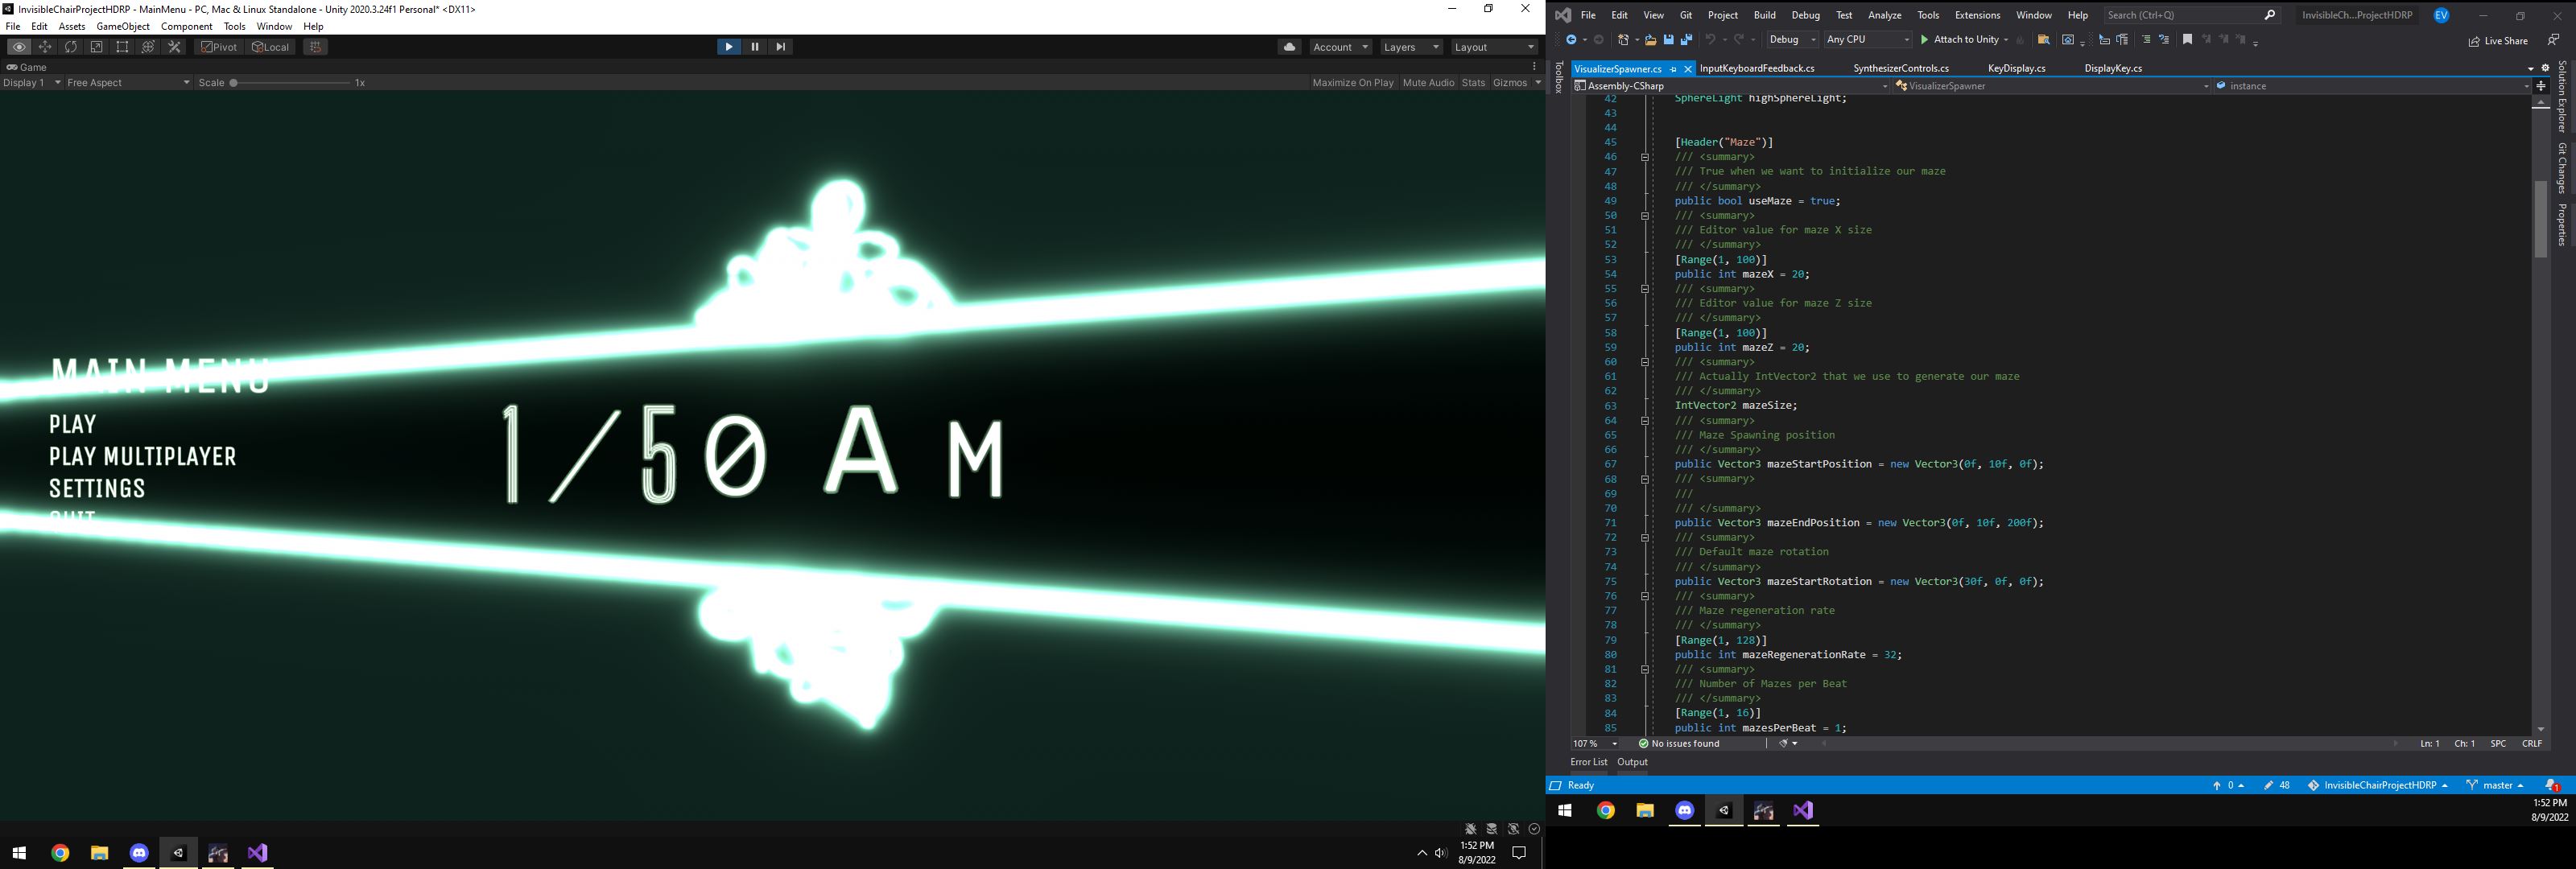 InvisibleChairProjectHDRP - MainMenu - PC, Mac & Linux Standalone - Unity 2020.3.24f1 Personal* <DX11>
File Edit Assets GameObject Component Tools Window Help
Pivot Local Account Layers Layout
Game
Display 1 Free Aspect Scale 1x Maximize On Play Mute Audio Stats Gizmos
MAIN MENU
PLAY
PLAY MULTIPLAYER
SETTINGS
QUIT
1/50 A M
1:52 PM
8/9/2022
File Edit View Git Project Build Debug Test Analyze Tools Extensions Window Help Search (Ctrl+Q) InvisibleCh...ProjectHDRP EV
Debug Any CPU Attach to Unity Live Share
Toolbox
VisualizerSpawner.cs InputKeyboardFeedback.cs SynthesizerControls.cs KeyDisplay.cs DisplayKey.cs
Assembly-CSharp VisualizerSpawner instance
42 SphereLight highSphereLight;
43
44
45 [Header("Maze")]
46 /// <summary>
47 /// True when we want to initialize our maze
48 /// </summary>
49 public bool useMaze = true;
50 /// <summary>
51 /// Editor value for maze X size
52 /// </summary>
53 [Range(1, 100)]
54 public int mazeX = 20;
55 /// <summary>
56 /// Editor value for maze Z size
57 /// </summary>
58 [Range(1, 100)]
59 public int mazeZ = 20;
60 /// <summary>
61 /// Actually IntVector2 that we use to generate our maze
62 /// </summary>
63 IntVector2 mazeSize;
64 /// <summary>
65 /// Maze Spawning position
66 /// </summary>
67 public Vector3 mazeStartPosition = new Vector3(0f, 10f, 0f);
68 /// <summary>
69 ///
70 /// </summary>
71 public Vector3 mazeEndPosition = new Vector3(0f, 10f, 200f);
72 /// <summary>
73 /// Default maze rotation
74 /// </summary>
75 public Vector3 mazeStartRotation = new Vector3(30f, 0f, 0f);
76 /// <summary>
77 /// Maze regeneration rate
78 /// </summary>
79 [Range(1, 128)]
80 public int mazeRegenerationRate = 32;
81 /// <summary>
82 /// Number of Mazes per Beat
83 /// </summary>
84 [Range(1, 16)]
85 public int mazesPerBeat = 1;
Solution Explorer
Git Changes
Properties
107 % No issues found Ln: 1 Ch: 1 SPC CRLF
Error List Output
Ready 0 48 InvisibleChairProjectHDRP master 1
1:52 PM
8/9/2022